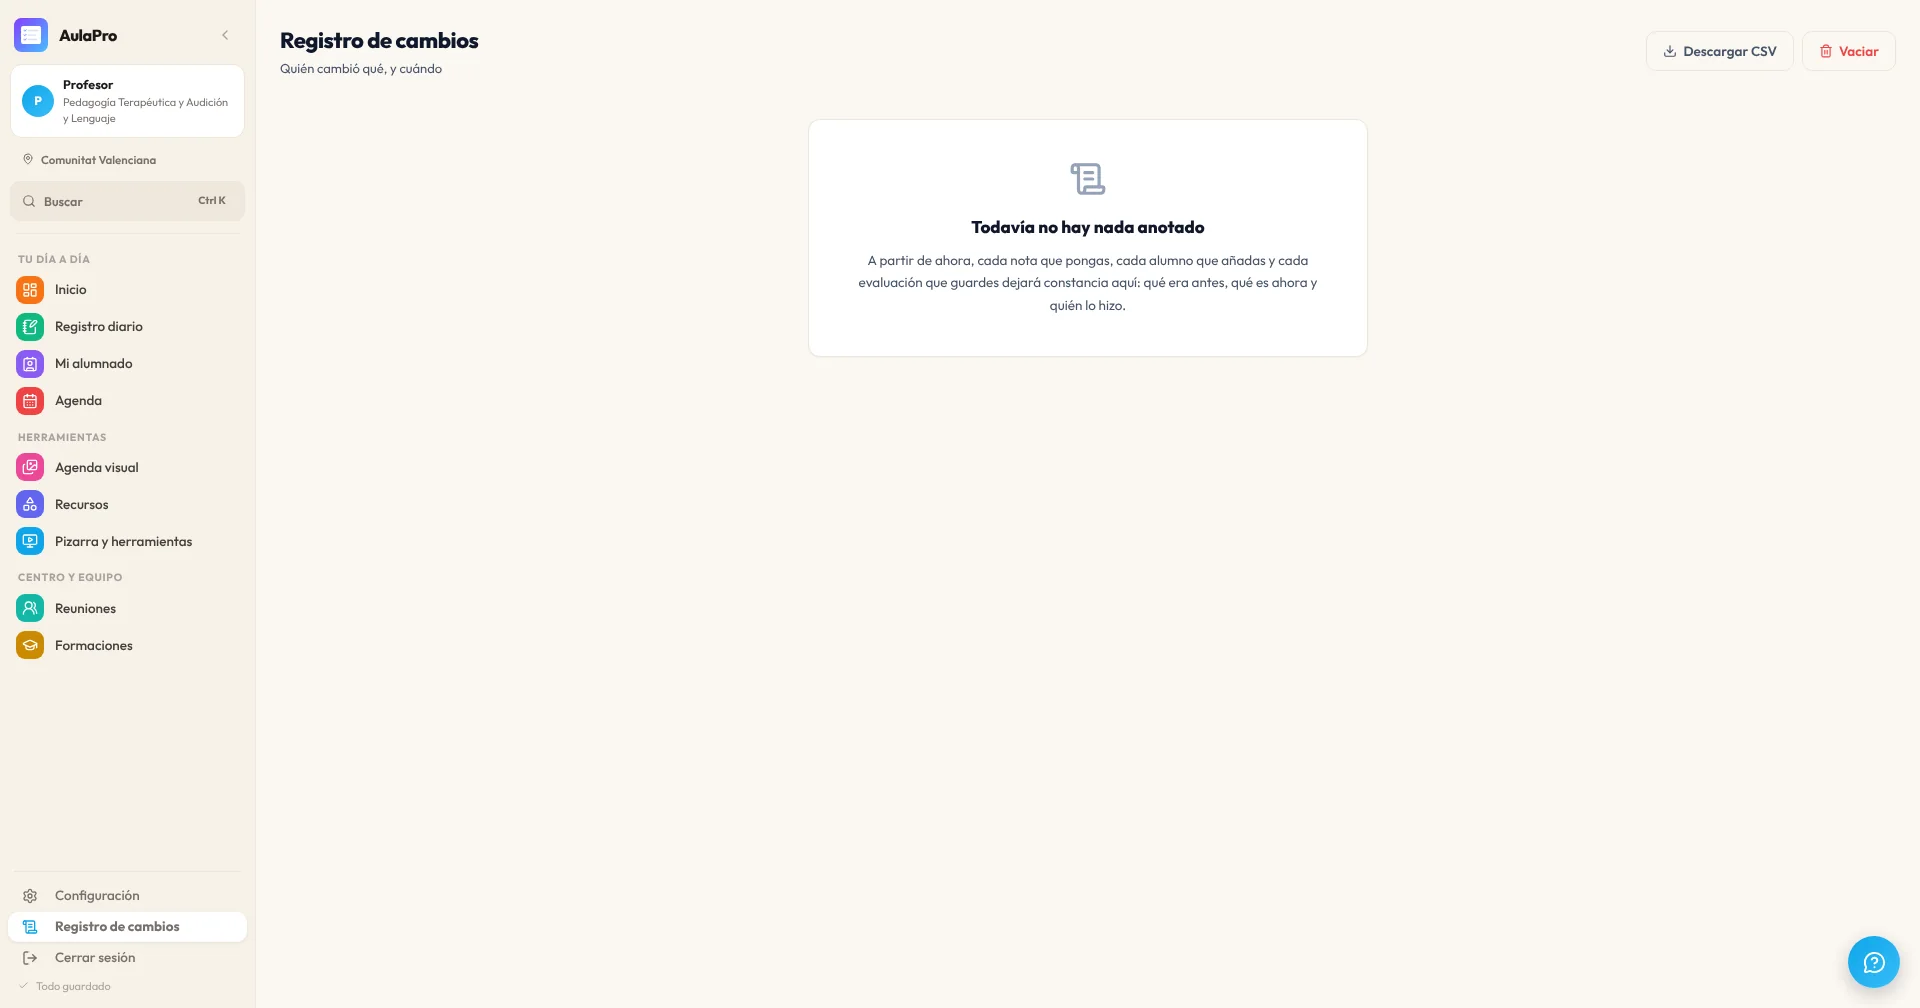 AulaPro
P
Profesor
Pedagogía Terapéutica y Audición
y Lenguaje
Comunitat Valenciana
Buscar
Ctrl K
TU DÍA A DÍA
Inicio
Registro diario
Mi alumnado
Agenda
HERRAMIENTAS
Agenda visual
Recursos
Pizarra y herramientas
CENTRO Y EQUIPO
Reuniones
Formaciones
Configuración
Registro de cambios
Cerrar sesión
Todo guardado
Registro de cambios
Quién cambió qué, y cuándo
Descargar CSV
Vaciar
Todavía no hay nada anotado
A partir de ahora, cada nota que pongas, cada alumno que añadas y cada
evaluación que guardes dejará constancia aquí: qué era antes, qué es ahora y
quién lo hizo.